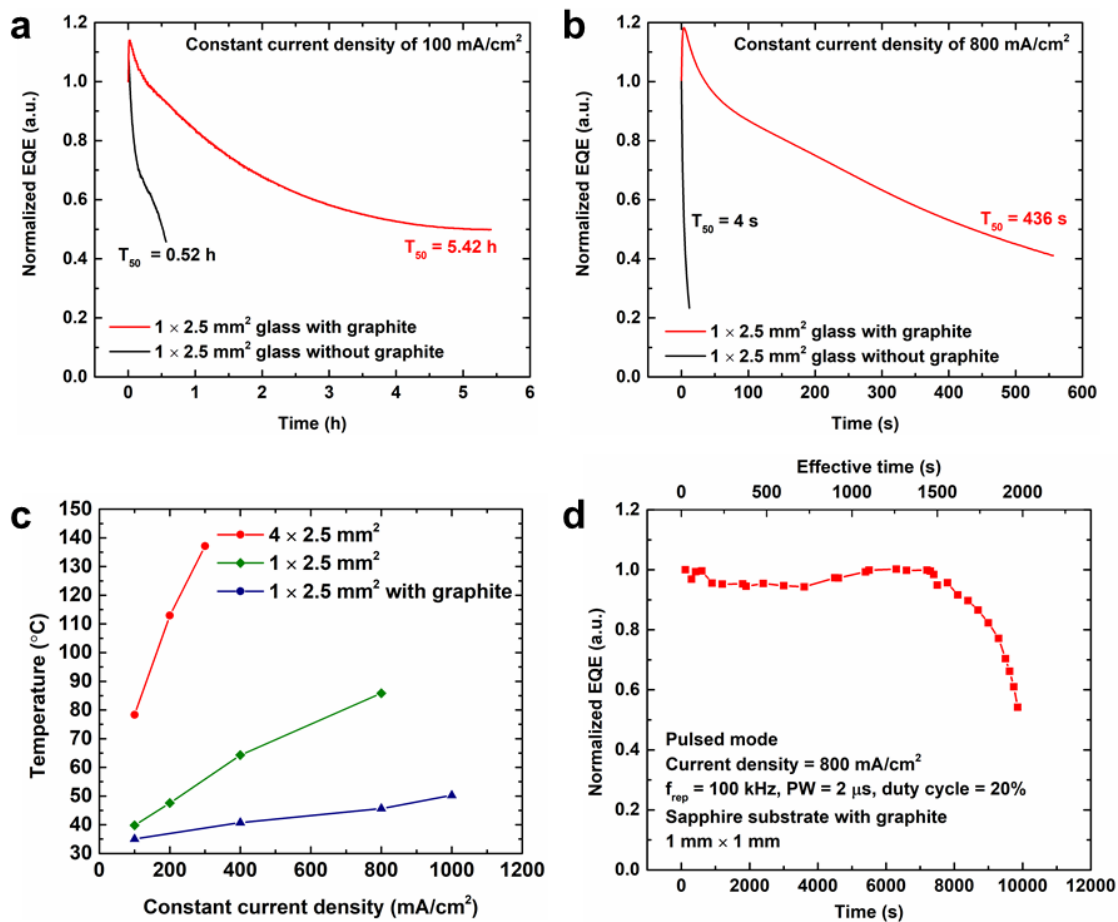 a
Constant current density of 100 mA/cm²
Normalized EQE (a.u.)
1.2
1.0
0.8
0.6
0.4
0.2
0.0
T₅₀ = 0.52 h
T₅₀ = 5.42 h
1 × 2.5 mm² glass with graphite
1 × 2.5 mm² glass without graphite
0 1 2 3 4 5 6
Time (h)
b
Constant current density of 800 mA/cm²
Normalized EQE (a.u.)
1.2
1.0
0.8
0.6
0.4
0.2
0.0
T₅₀ = 4 s
T₅₀ = 436 s
1 × 2.5 mm² glass with graphite
1 × 2.5 mm² glass without graphite
0 100 200 300 400 500 600
Time (s)
c
Temperature (°C)
150
140
130
120
110
100
90
80
70
60
50
40
30
4 × 2.5 mm²
1 × 2.5 mm²
1 × 2.5 mm² with graphite
0 200 400 600 800 1000 1200
Constant current density (mA/cm²)
d
Effective time (s)
0 500 1000 1500 2000
Normalized EQE (a.u.)
1.2
1.0
0.8
0.6
0.4
0.2
0.0
Pulsed mode
Current density = 800 mA/cm²
f_rep = 100 kHz, PW = 2 μs, duty cycle = 20%
Sapphire substrate with graphite
1 mm × 1 mm
0 2000 4000 6000 8000 10000 12000
Time (s)